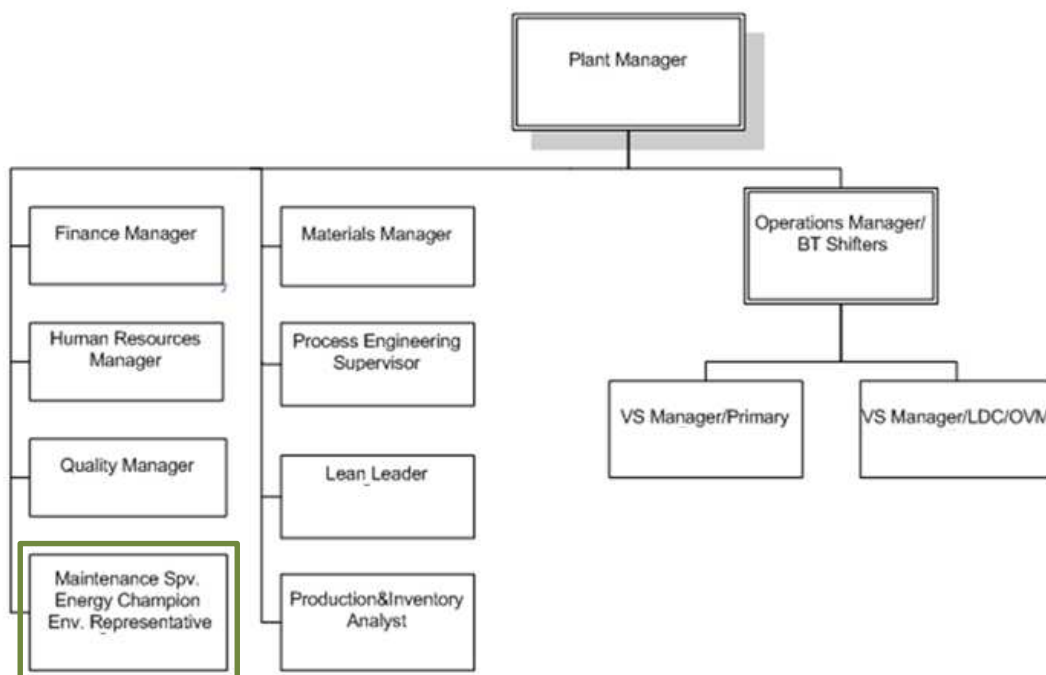 Plant Manager
Operations Manager/
BT Shifters
Finance Manager
Materials Manager
Human Resources
Manager
Process Engineering
Supervisor
VS Manager/Primary
VS Manager/LDC/OVM
Quality Manager
Lean Leader
Maintenance Spv.
Energy Champion
Env. Representative
Production&Inventory
Analyst